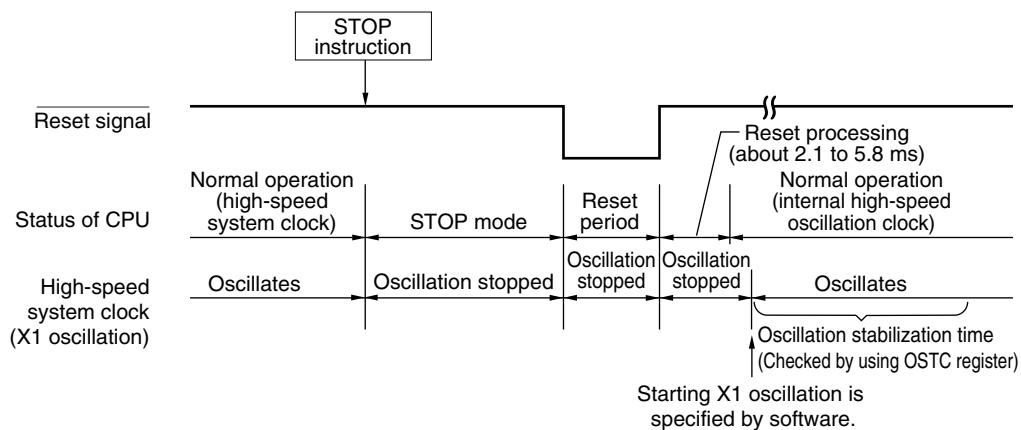 STOP
instruction
Reset signal
Reset processing
(about 2.1 to 5.8 ms)
Status of CPU
Normal operation
(high-speed
system clock)
STOP mode
Reset
period
Normal operation
(internal high-speed
oscillation clock)
High-speed
system clock
(X1 oscillation)
Oscillates
Oscillation stopped
Oscillation
stopped
Oscillation
stopped
Oscillates
Oscillation stabilization time
(Checked by using OSTC register)
Starting X1 oscillation is
specified by software.